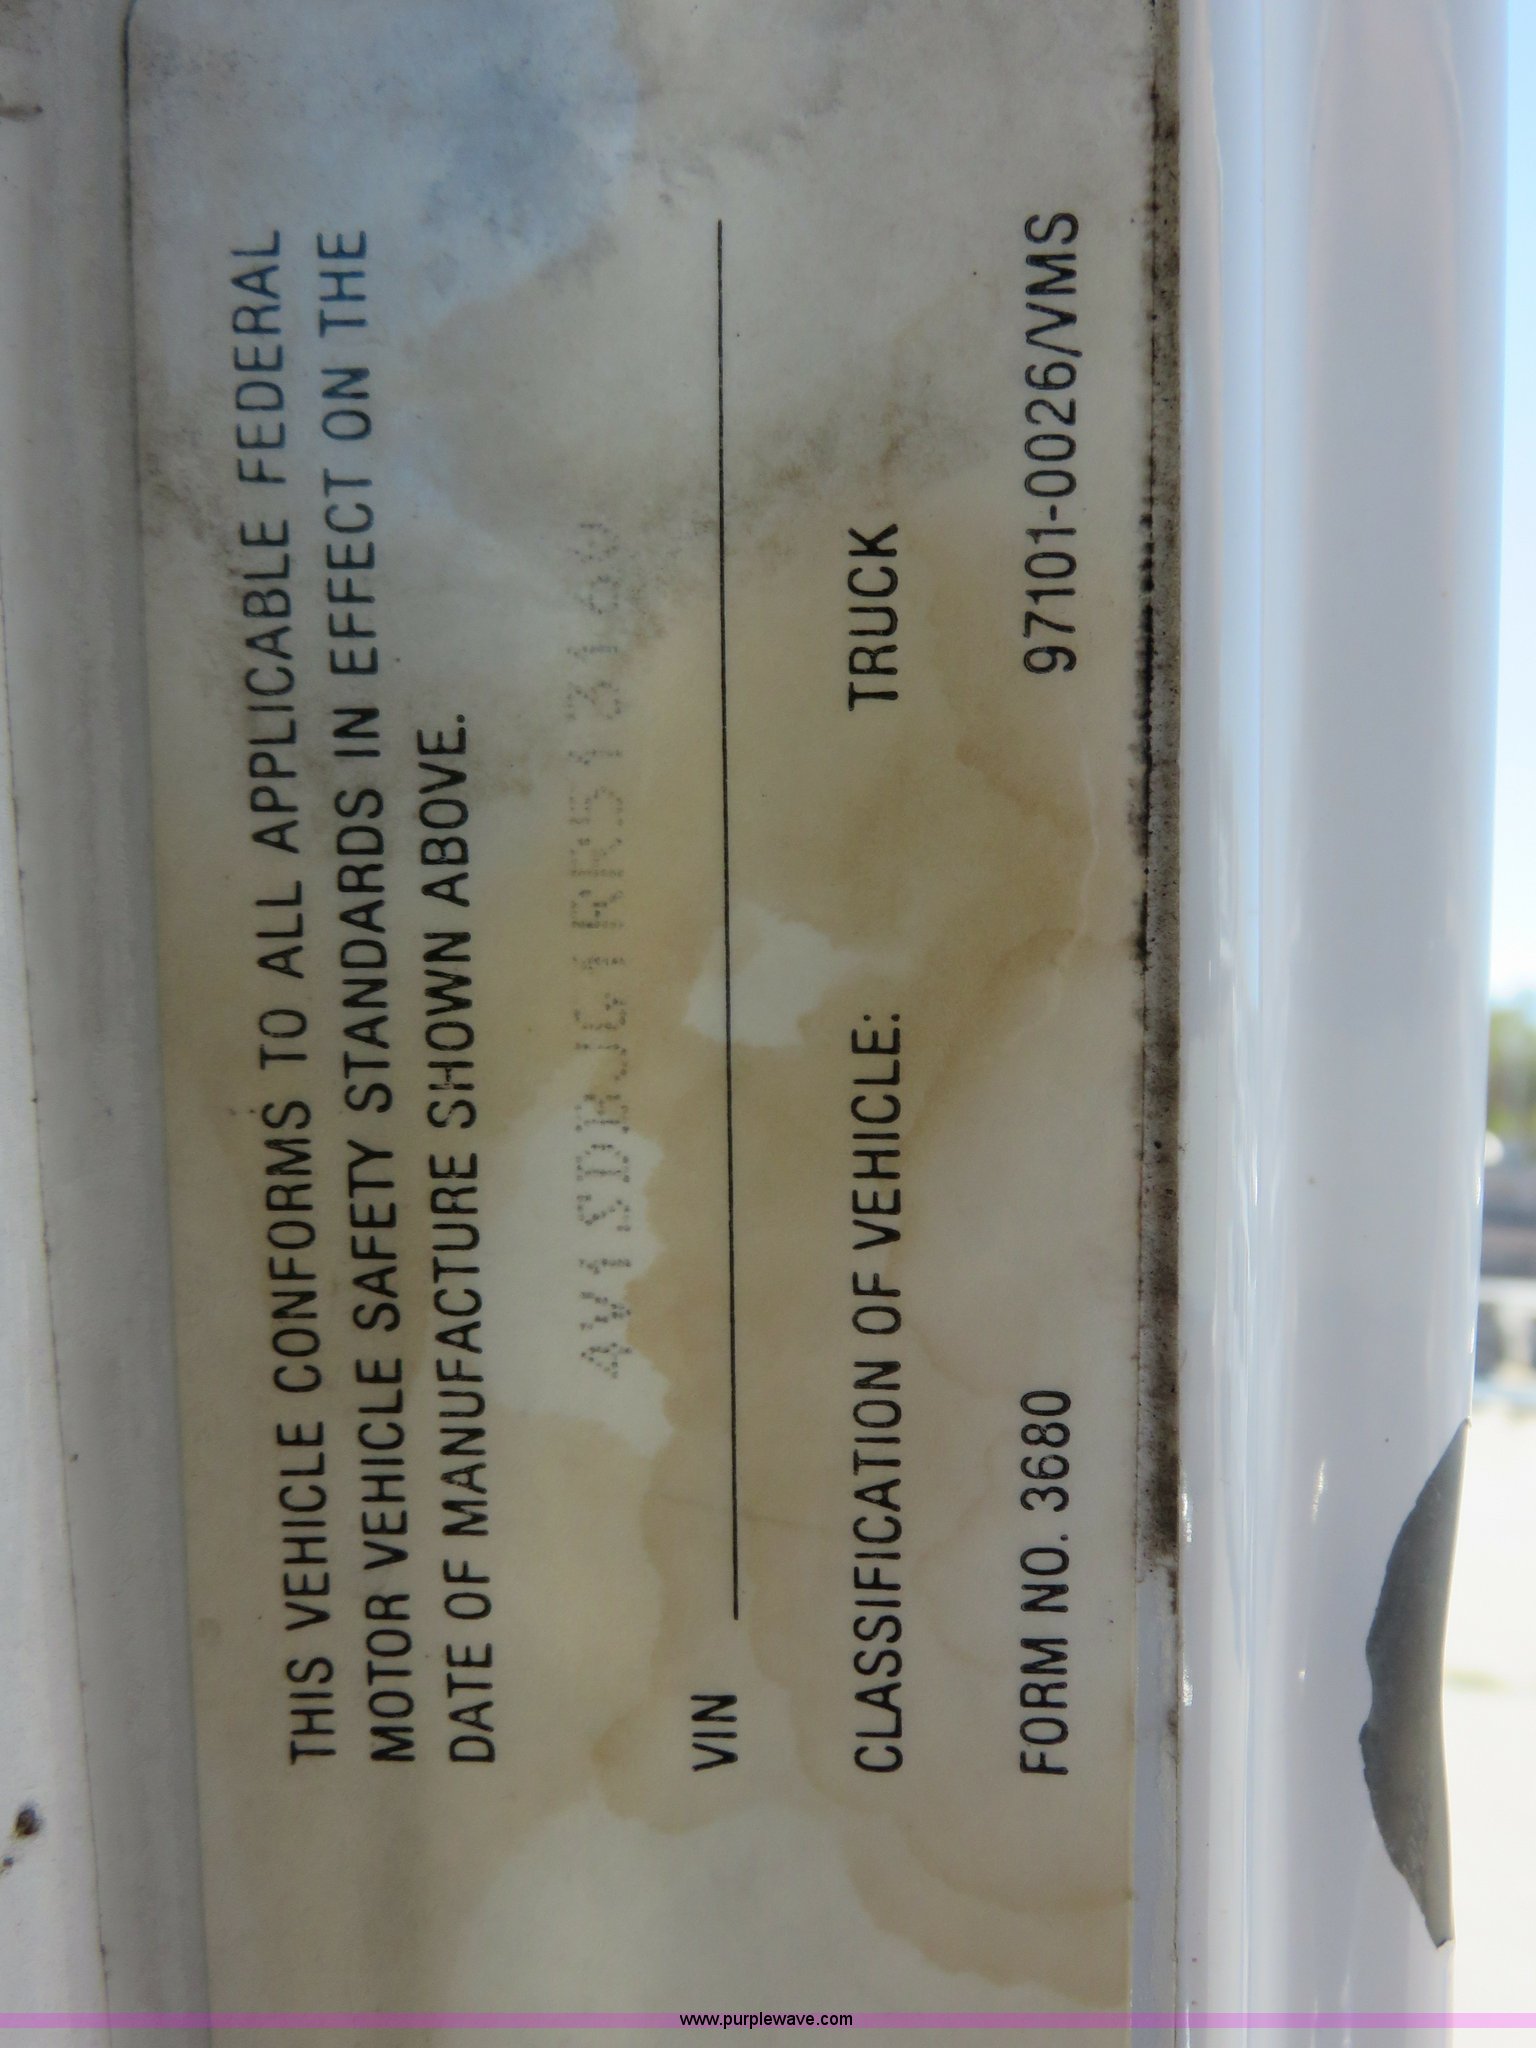 THIS VEHICLE CONFORMS TO ALL APPLICABLE FEDERAL
MOTOR VEHICLE SAFETY STANDARDS IN EFFECT ON THE
DATE OF MANUFACTURE SHOWN ABOVE.
VIN
CLASSIFICATION OF VEHICLE: TRUCK
FORM NO. 3680 97101-0026/VMS
www.purplewave.com